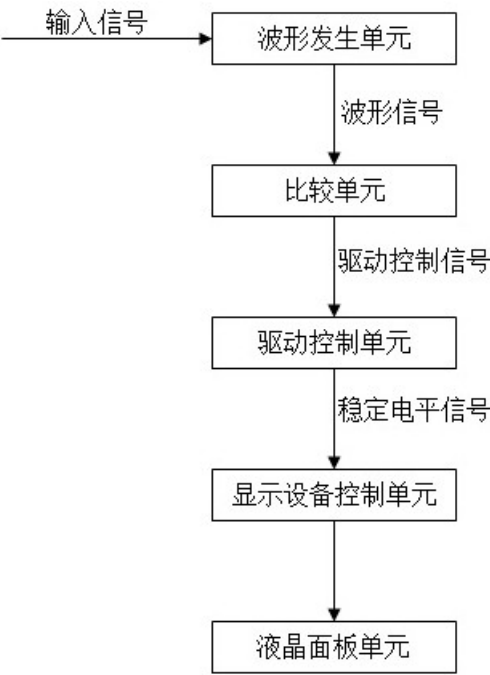 输入信号
波形发生单元
波形信号
比较单元
驱动控制信号
驱动控制单元
稳定电平信号
显示设备控制单元
液晶面板单元